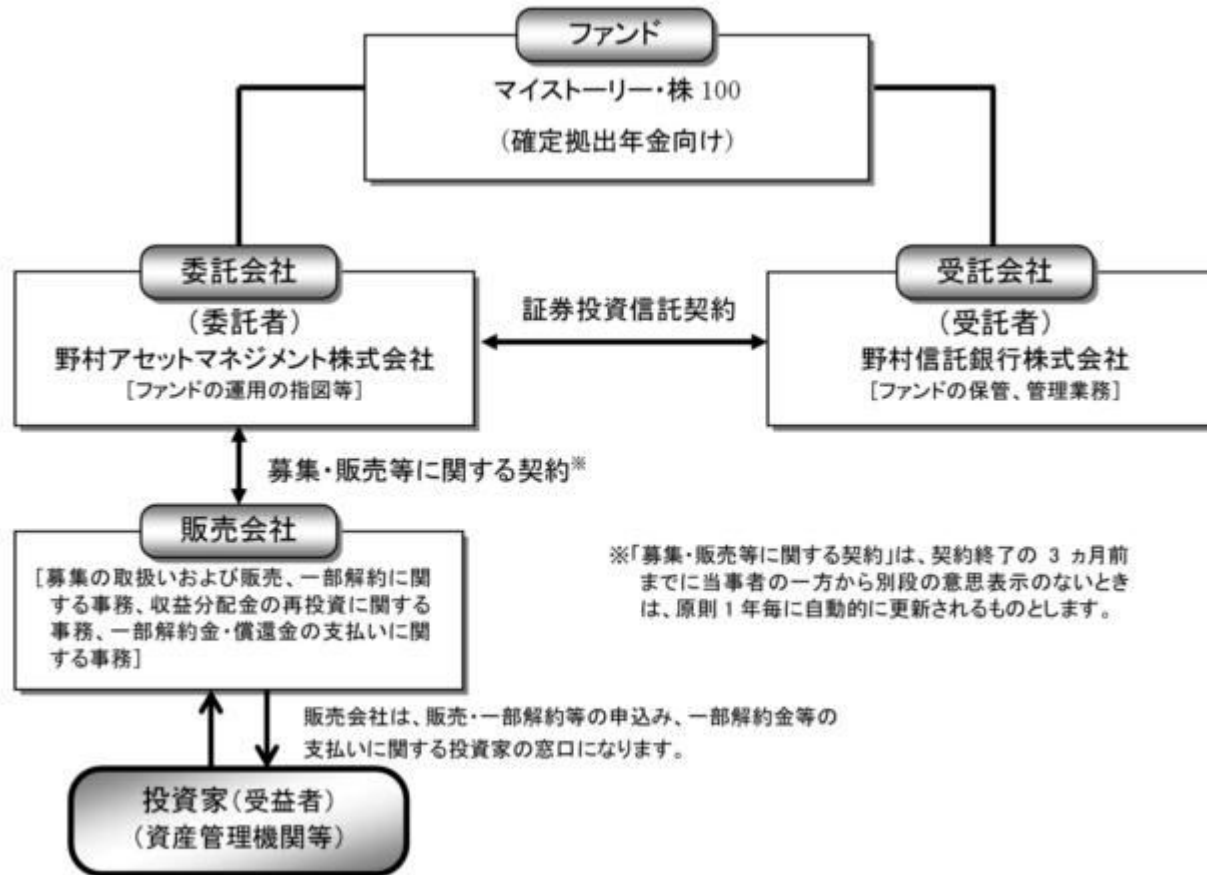 ファンド
マイストーリー・株 100
(確定拠出年金向け)
委託会社
(委託者)
野村アセットマネジメント株式会社
[ファンドの運用の指図等]
証券投資信託契約
受託会社
(受託者)
野村信託銀行株式会社
[ファンドの保管、管理業務]
募集・販売等に関する契約※
販売会社
[募集の取扱いおよび販売、一部解約に関
する事務、収益分配金の再投資に関する
事務、一部解約金・償還金の支払いに関
する事務]
※「募集・販売等に関する契約」は、契約終了の 3 ヵ月前
までに当事者の一方から別段の意思表示のないとき
は、原則 1 年毎に自動的に更新されるものとします。
販売会社は、販売・一部解約等の申込み、一部解約金等の
支払いに関する投資家の窓口になります。
投資家(受益者)
(資産管理機関等)